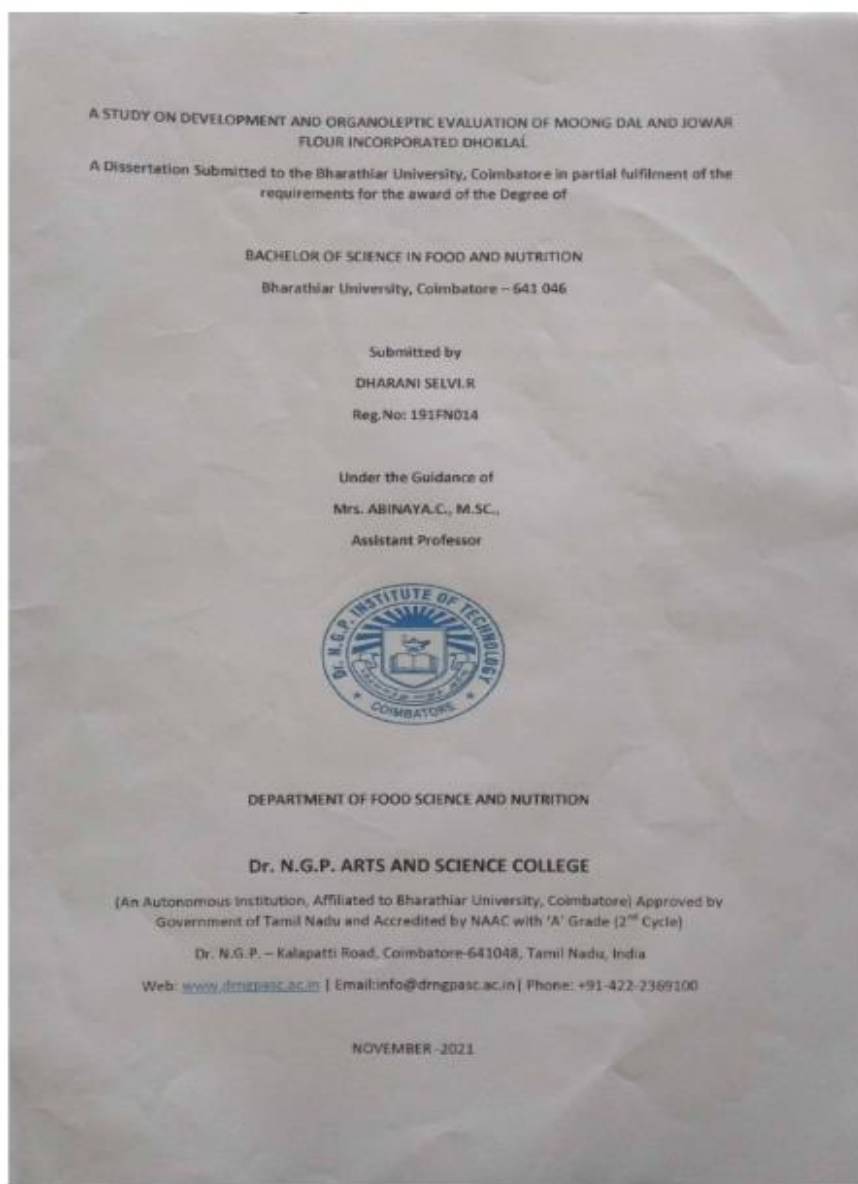 A STUDY ON DEVELOPMENT AND ORGANOLEPTIC EVALUATION OF MOONG DAL AND JOWAR
FLOUR INCORPORATED DHOKLAÍ.
A Dissertation Submitted to the Bharathiar University, Coimbatore in partial fulfilment of the
requirements for the award of the Degree of
BACHELOR OF SCIENCE IN FOOD AND NUTRITION
Bharathiar University, Coimbatore – 641 046
Submitted by
DHARANI SELVI.R
Reg.No: 191FN014
Under the Guidance of
Mrs. ABINAYA.C., M.SC.,
Assistant Professor
Dr. N.G.P. INSTITUTE OF TECHNOLOGY
COIMBATORE
DEPARTMENT OF FOOD SCIENCE AND NUTRITION
Dr. N.G.P. ARTS AND SCIENCE COLLEGE
(An Autonomous Institution, Affiliated to Bharathiar University, Coimbatore) Approved by
Government of Tamil Nadu and Accredited by NAAC with 'A' Grade (2nd Cycle)
Dr. N.G.P. – Kalapatti Road, Coimbatore-641048, Tamil Nadu, India
Web: www.drngpasc.ac.in | Email:info@drngpasc.ac.in| Phone: +91-422-2369100
NOVEMBER -2021